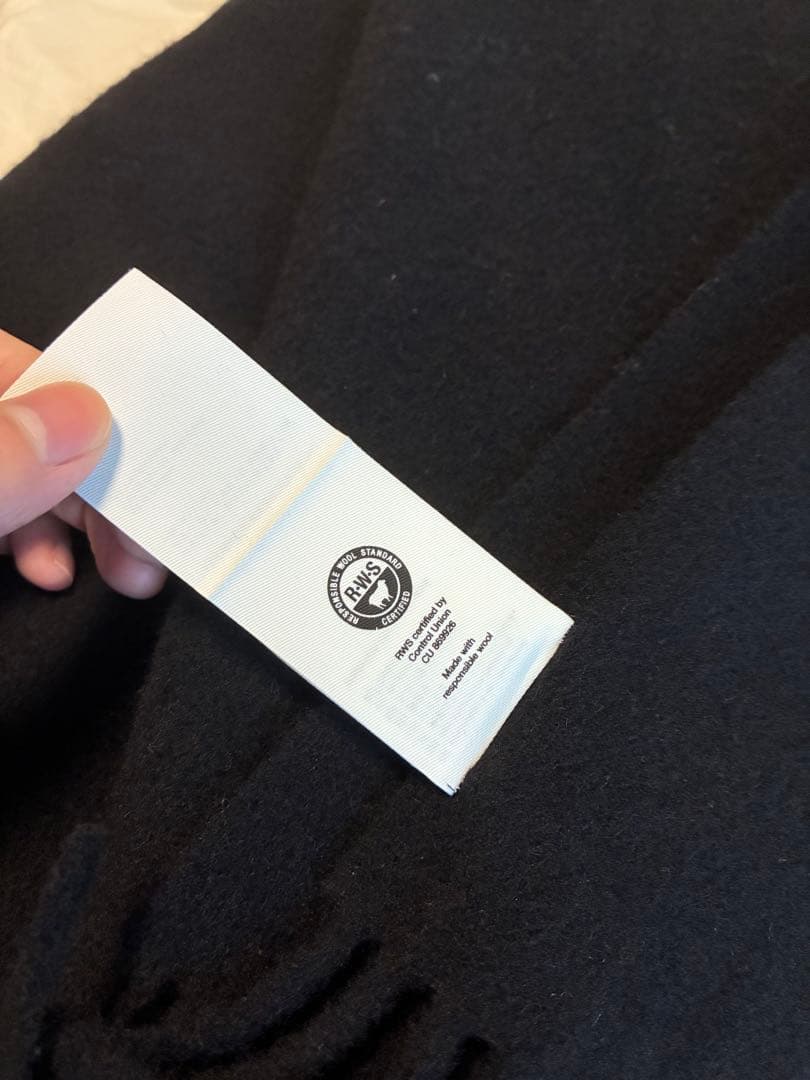 RESPONSIBLE WOOL STANDARD
R·W·S
CERTIFIED
RWS certified by
Control Union
CU 869926
Made with
responsible wool